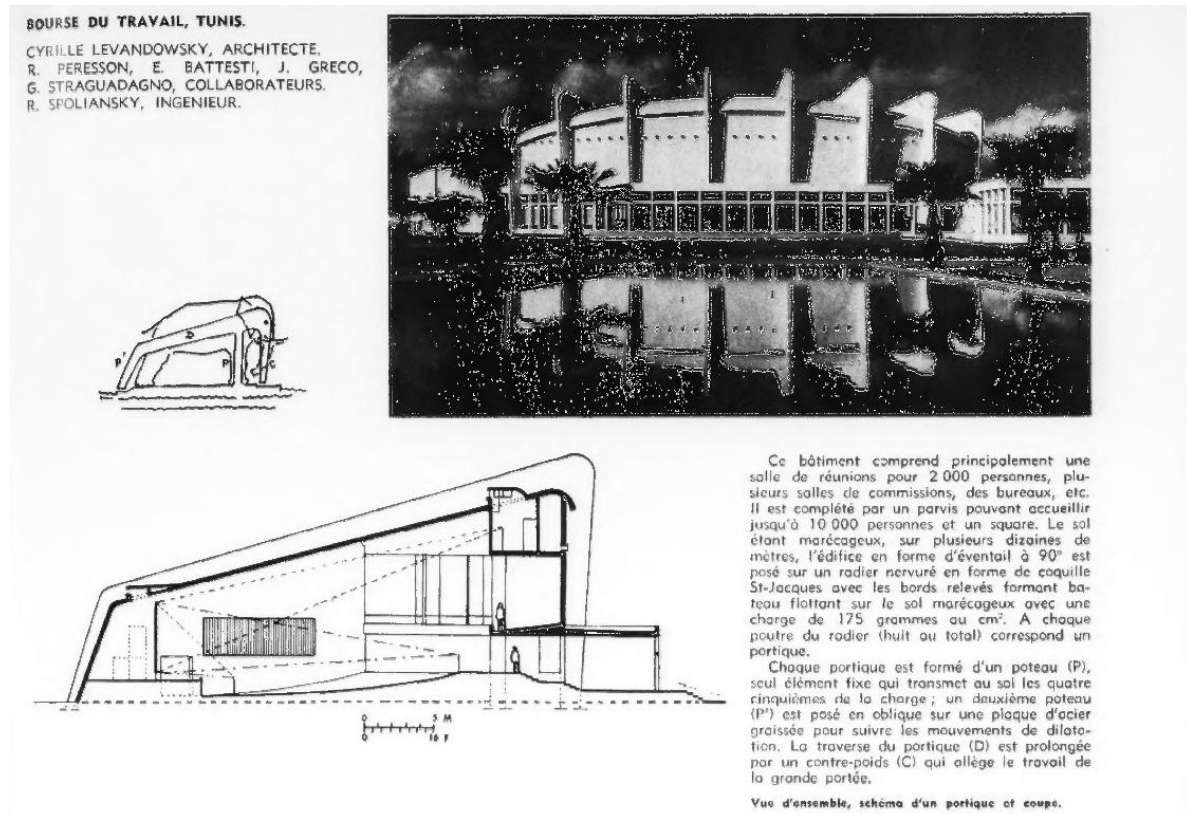 BOURSE DU TRAVAIL, TUNIS.
CYRILLE LEVANDOWSKY, ARCHITECTE.
R. PERESSON, E. BATTESTI, J. GRECO,
G. STRAGUADAGNO, COLLABORATEURS.
R. SPOLIANSKY, INGENIEUR.
D
P'
P
C
0 5 M
0 16 F
Ce bâtiment comprend principalement une
salle de réunions pour 2 000 personnes, plu-
sieurs salles de commissions, des bureaux, etc.
Il est complété par un parvis pouvant accueillir
jusqu'à 10 000 personnes et un square. Le sol
étant marécageux, sur plusieurs dizaines de
mètres, l'édifice en forme d'éventail à 90° est
posé sur un radier nervuré en forme de coquille
St-Jacques avec les bords relevés formant ba-
teau flottant sur le sol marécageux avec une
charge de 175 grammes au cm². A chaque
poutre du radier (huit au total) correspond un
portique.
Chaque portique est formé d'un poteau (P),
seul élément fixe qui transmet au sol les quatre
cinquièmes de la charge ; un deuxième poteau
(P') est posé en oblique sur une plaque d'acier
graissée pour suivre les mouvements de dilata-
tion. La traverse du portique (D) est prolongée
par un contre-poids (C) qui allège le travail de
la grande portée.
Vue d'ensemble, schéma d'un portique et coupe.